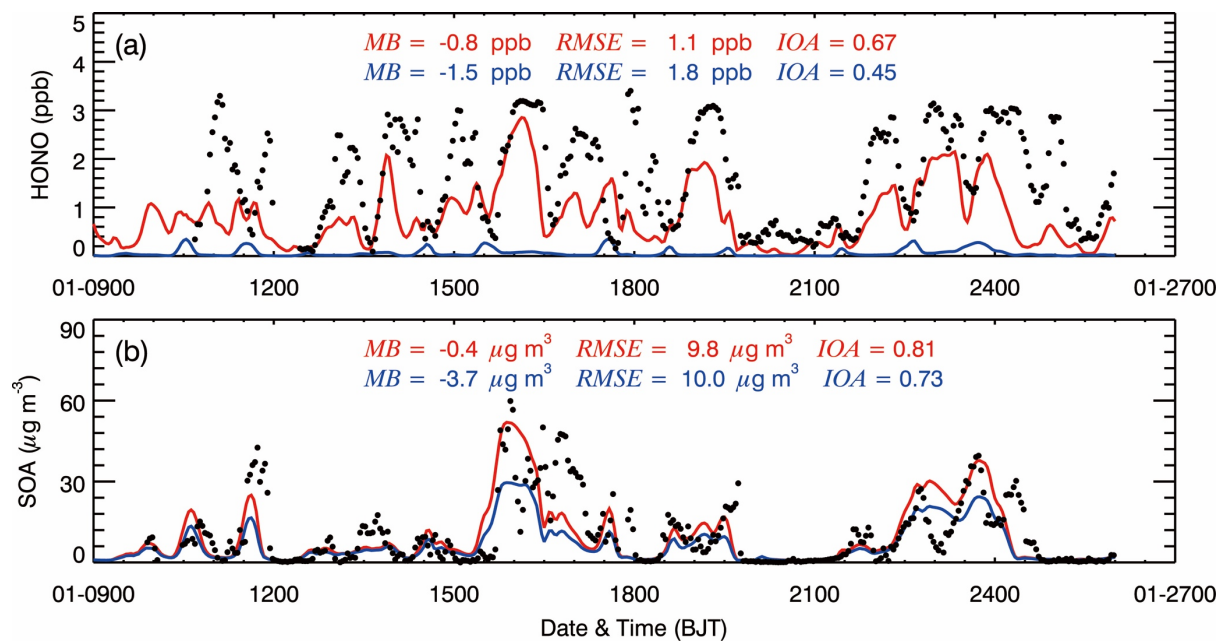 5
(a)
MB = -0.8 ppb RMSE = 1.1 ppb IOA = 0.67
MB = -1.5 ppb RMSE = 1.8 ppb IOA = 0.45
4
3
2
1
0
HONO (ppb)
01-0900 1200 1500 1800 2100 2400 01-2700
90
(b)
MB = -0.4 µg m³ RMSE = 9.8 µg m³ IOA = 0.81
MB = -3.7 µg m³ RMSE = 10.0 µg m³ IOA = 0.73
60
30
0
SOA (µg m⁻³)
01-0900 1200 1500 1800 2100 2400 01-2700
Date & Time (BJT)